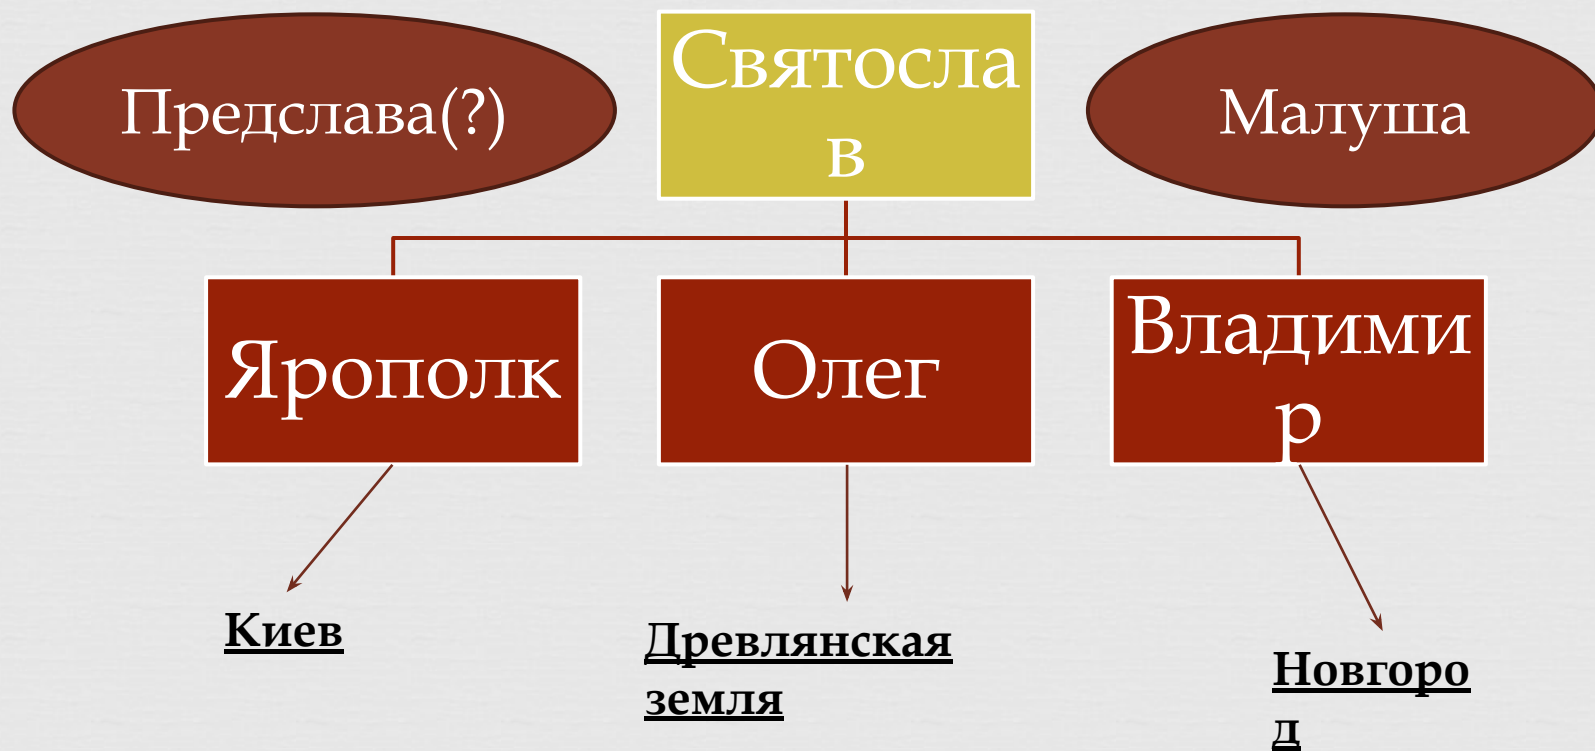 Предслава(?)
Святосла
в
Малуша
Ярополк
Олег
Владими
р
Киев
Древлянская
земля
Новгоро
д